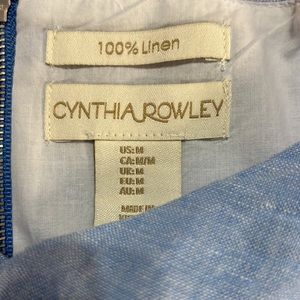 100% Linen
CYNTHIA ROWLEY
US:M
CA:M/M
UK:M
EU:M
AU:M
MADE IN